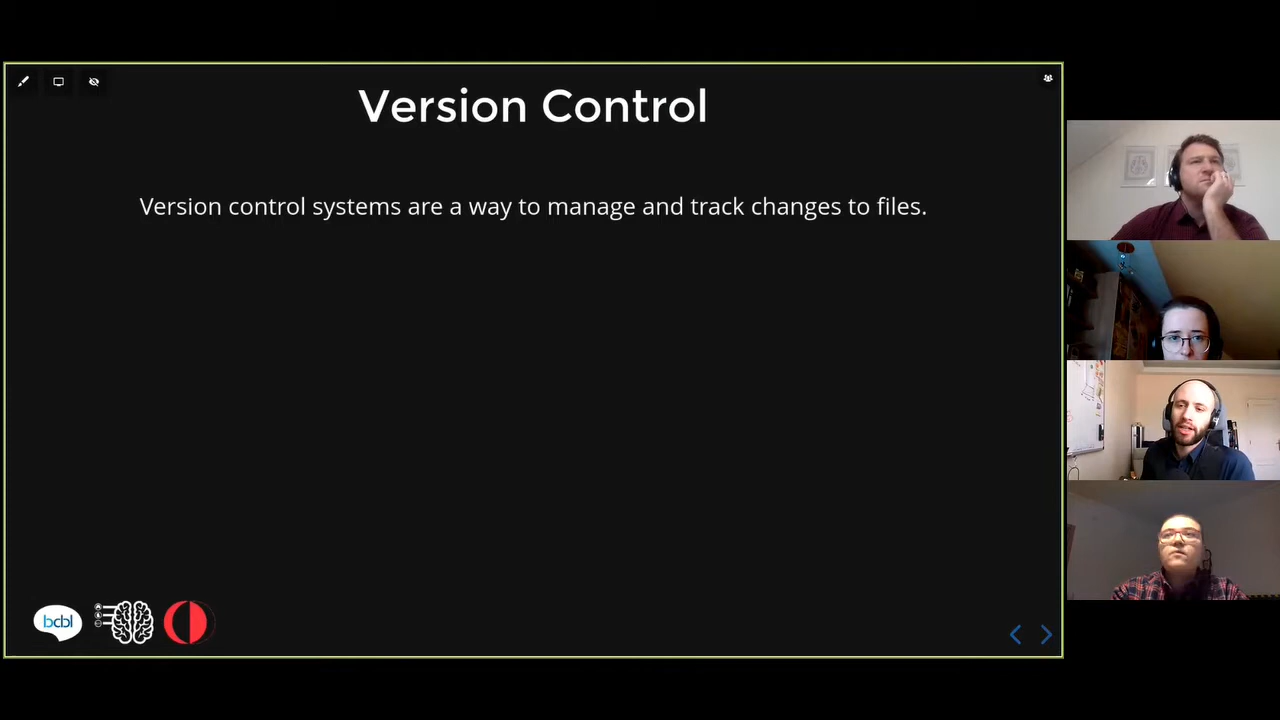 Version Control
Version control systems are a way to manage and track changes to files.
bcbl